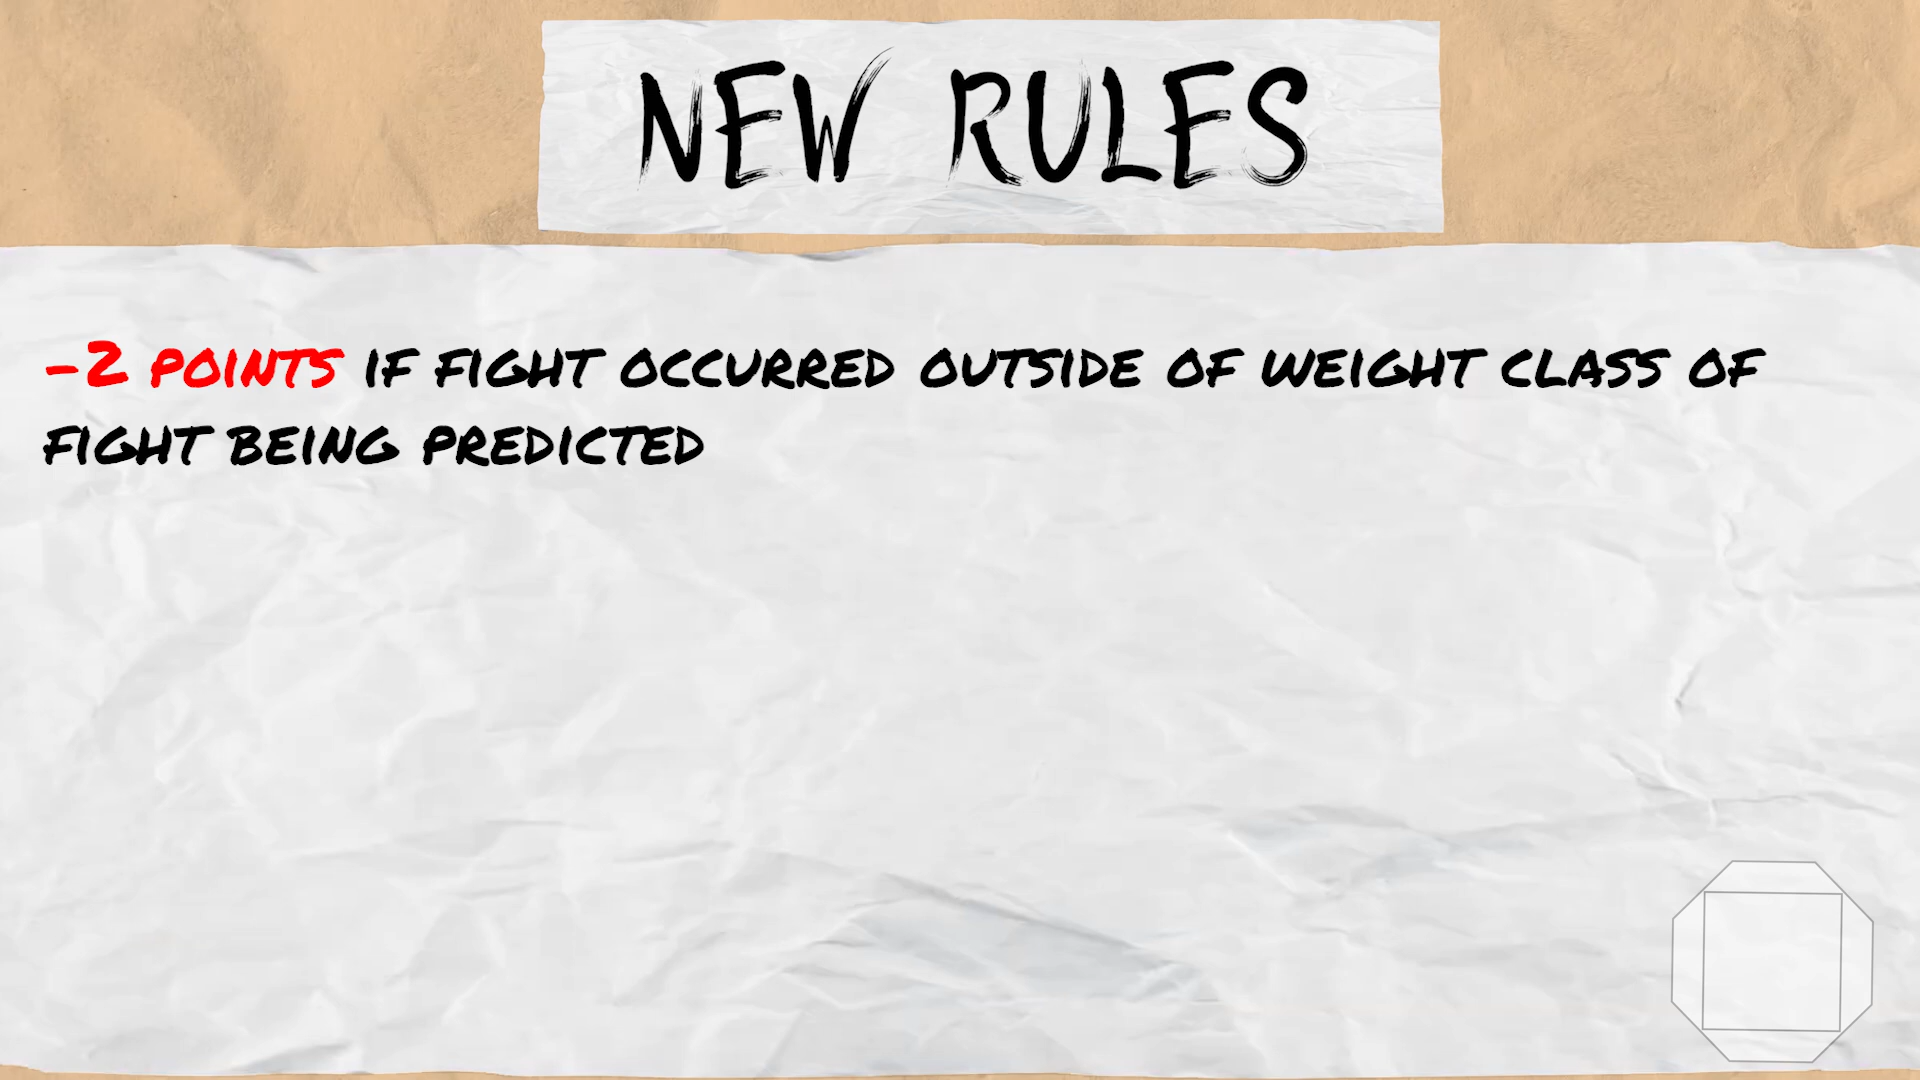 NEW RULES
-2 POINTS IF FIGHT OCCURRED OUTSIDE OF WEIGHT CLASS OF
FIGHT BEING PREDICTED